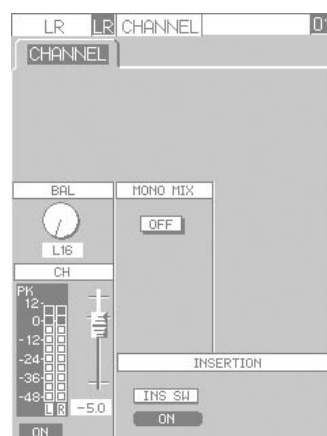 LR LR CHANNEL 01
CHANNEL
BAL MONO MIX
OFF
L16
CH
PK
12-
0-
-12-
-24-
-36-
-48-
L R -5.0
ON
INSERTION
INS SW
ON